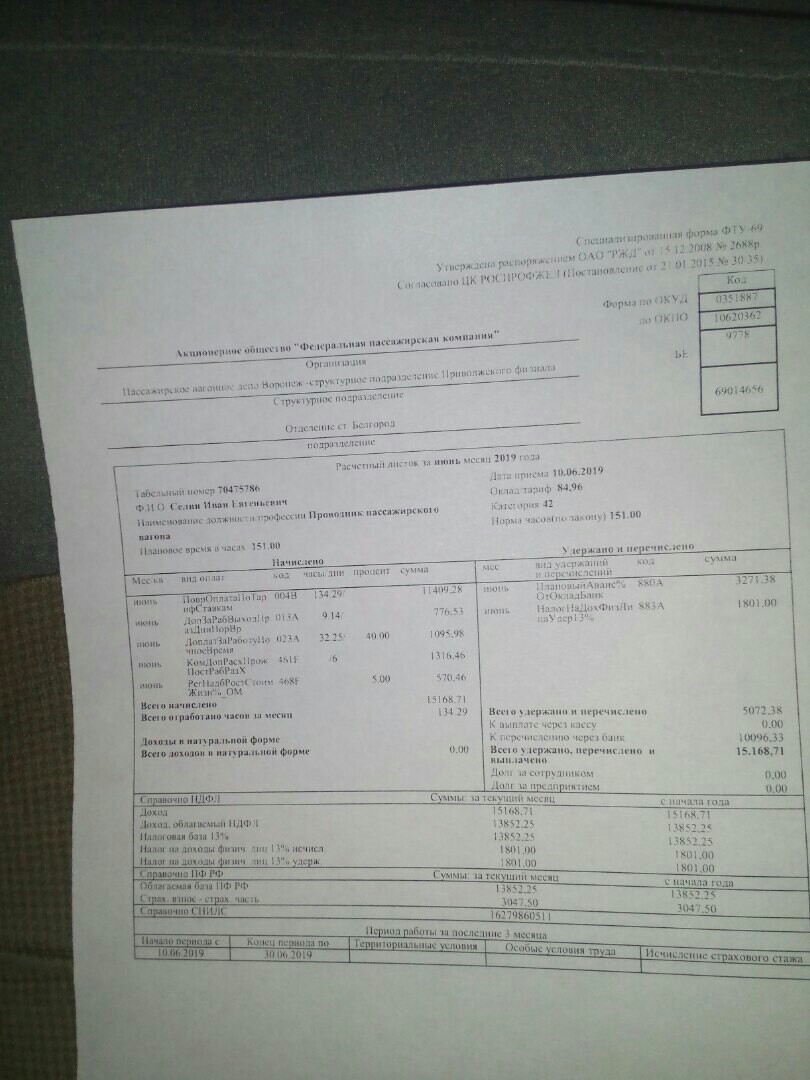 Специализированная форма ФТУ-69
Утверждена распоряжением ОАО "РЖД" от 15.12.2008 № 2688р
Согласовано ЦК РОСПРОФЖЕЛ (Постановление от 21.01.2015 № 30.35)
Код
Форма по ОКУД 0351887
по ОКПО 10620362
БЕ 9778
69014656
Акционерное общество "Федеральная пассажирская компания"
Организация
Пассажирское вагонное депо Воронеж -структурное подразделение Приволжского филиала
Структурное подразделение
Отделение ст. Белгород
подразделение
Расчетный листок за июнь месяц 2019 года
Табельный номер 70475786
Дата приема 10.06.2019
Ф.И.О Селин Иван Евгеньевич
Оклад/тариф 84,96
Наименование должности/профессии Проводник пассажирского
вагона
Категория 42
Плановое время в часах 151.00
Норма часов(по закону) 151.00
Начислено
Удержано и перечислено
Мес-кв вид оплат код часы/дни процент сумма
мес вид удержаний и перечислений код сумма
июнь ПоврОплатаПоТар 004B 134.29/ 11409.28
ифСтавкам
июнь ДопЗаРабВыходПр 013A 9.14/ 776,53
аздДниНорВр
июнь ДоплатЗаРаботуНо 023A 32.25/ 40.00 1095.98
чноеВремя
июнь КомДопРасхПрож 461F /6 1316,46
ПостРабРазХ
июнь РегНадбРостСтоим 468F 5.00 570,46
Жизн%_ОМ
Всего начислено 15168,71
Всего отработано часов за месяц 134.29
Доходы в натуральной форме
Всего доходов в натуральной форме 0,00
июнь ПлановыйАванс% 880A 3271.38
ОтОкладБанк
июнь НалогНаДохФизЛи 883A 1801,00
цаУдер13%
Всего удержано и перечислено 5072,38
К выплате через кассу 0.00
К перечислению через банк 10096,33
Всего удержано, перечислено и 15.168,71
выплачено
Долг за сотрудником 0,00
Долг за предприятием 0,00
Справочно НДФЛ Суммы: за текущий месяц с начала года
Доход 15168,71 15168,71
Доход, облагаемый НДФЛ 13852,25 13852,25
Налоговая база 13% 13852,25 13852,25
Налог на доходы физич. лиц 13% исчисл 1801,00 1801,00
Налог на доходы физич. лиц 13% удерж 1801,00 1801,00
Справочно ПФ РФ Суммы: за текущий месяц с начала года
Облагаемая база ПФ РФ 13852,25 13852,25
Страх. взнос - страх. часть 3047,50 3047,50
Справочно СНИЛС 16279860511
Период работы за последние 3 месяца
Начало периода с Конец периода по Территориальные условия Особые условия труда Исчисление страхового стажа
10.06.2019 30.06.2019